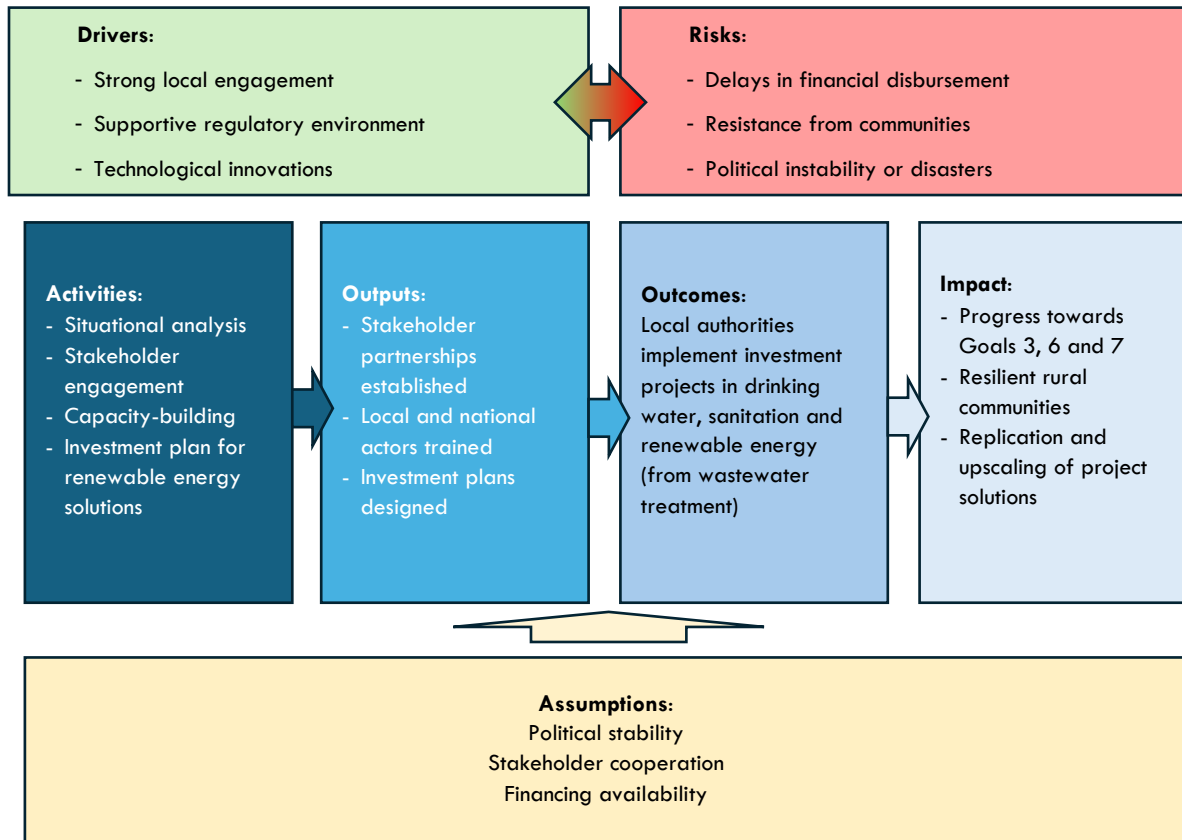 Drivers:
- Strong local engagement
- Supportive regulatory environment
- Technological innovations
Risks:
- Delays in financial disbursement
- Resistance from communities
- Political instability or disasters
Activities:
- Situational analysis
- Stakeholder
engagement
- Capacity-building
- Investment plan for
renewable energy
solutions
Outputs:
- Stakeholder
partnerships
established
- Local and national
actors trained
- Investment plans
designed
Outcomes:
Local authorities
implement investment
projects in drinking
water, sanitation and
renewable energy
(from wastewater
treatment)
Impact:
- Progress towards
Goals 3, 6 and 7
- Resilient rural
communities
- Replication and
upscaling of project
solutions
Assumptions:
Political stability
Stakeholder cooperation
Financing availability